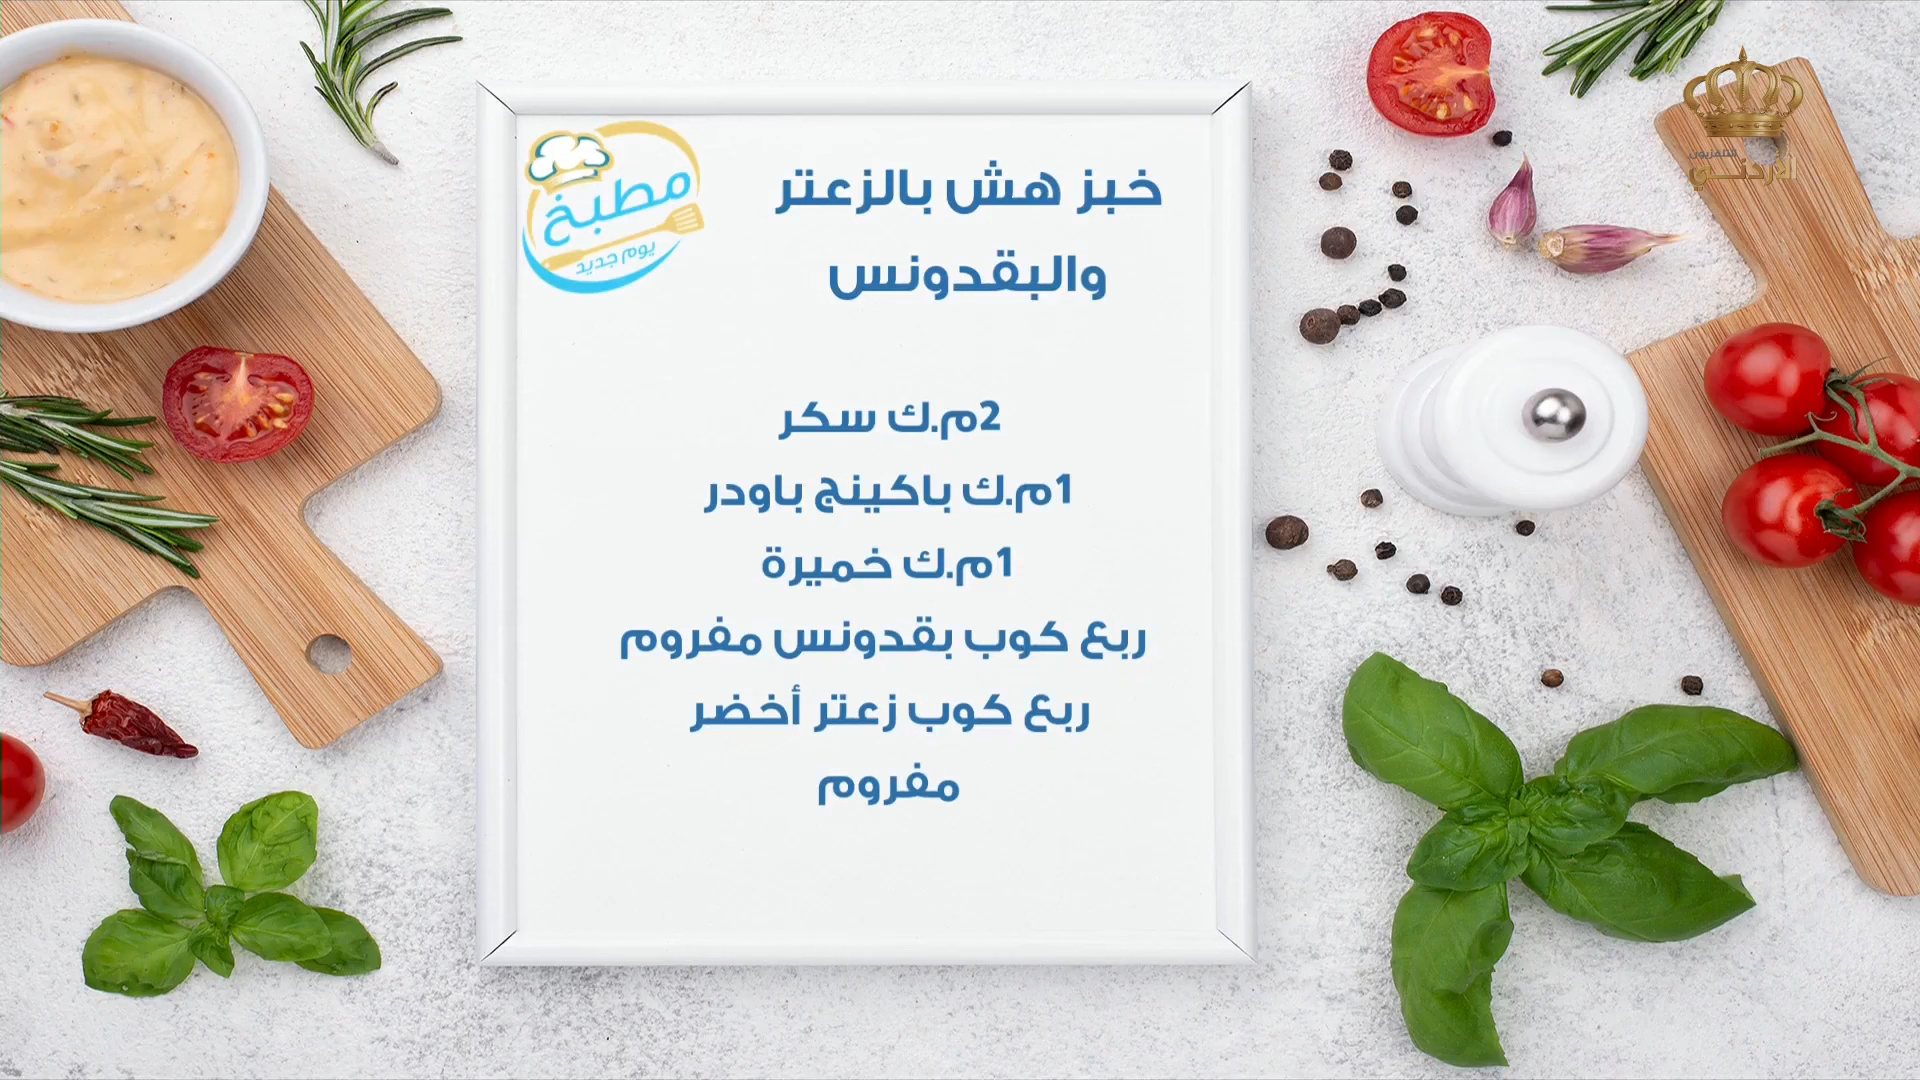 مطبخ
يوم جديد
خبز هش بالزعتر
والبقدونس
2م.ك سكر
1م.ك باكينج باودر
1م.ك خميرة
ربع كوب بقدونس مفروم
ربع كوب زعتر أخضر
مفروم
التلفزيون
الأردني